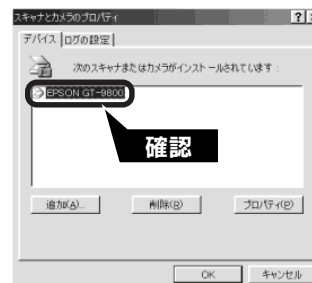 スキャナとカメラのプロパティ
デバイス ログの設定
次のスキャナまたはカメラがインストールされています：
EPSON GT-9800
確認
追加(A)... 削除(R) プロパティ(E)
OK キャンセル